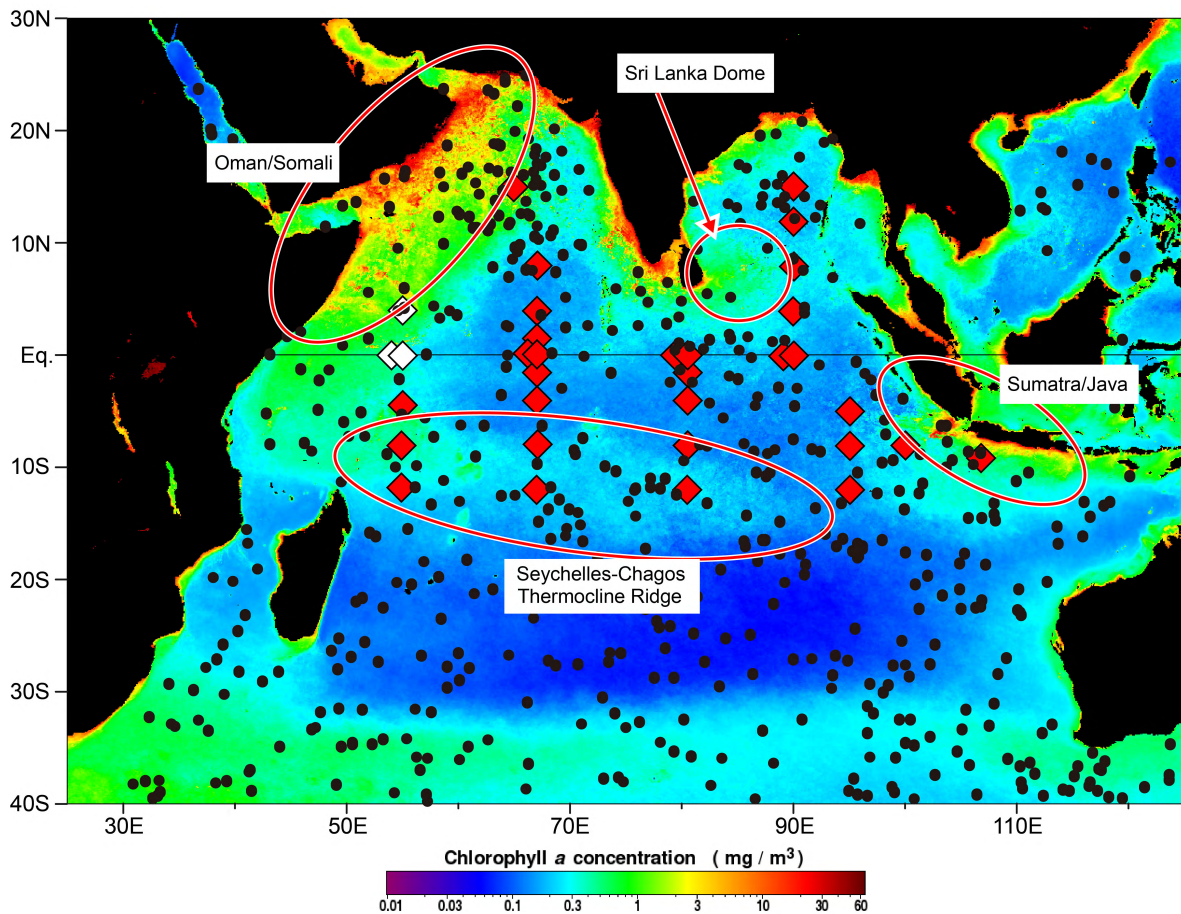 30N
20N
10N
Eq.
10S
20S
30S
40S
Sri Lanka Dome
Oman/Somali
Sumatra/Java
Seychelles-Chagos
Thermocline Ridge
30E
50E
70E
90E
110E
Chlorophyll a concentration ( mg / m³ )
0.01
0.03
0.1
0.3
1
3
10
30
60